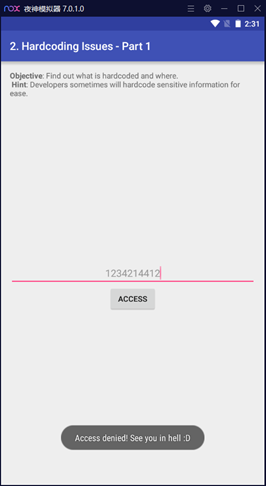 nox 夜神模拟器 7.0.1.0
2:31
2. Hardcoding Issues - Part 1
Objective: Find out what is hardcoded and where.
Hint: Developers sometimes will hardcode sensitive information for
ease.
1234214412
ACCESS
Access denied! See you in hell :D